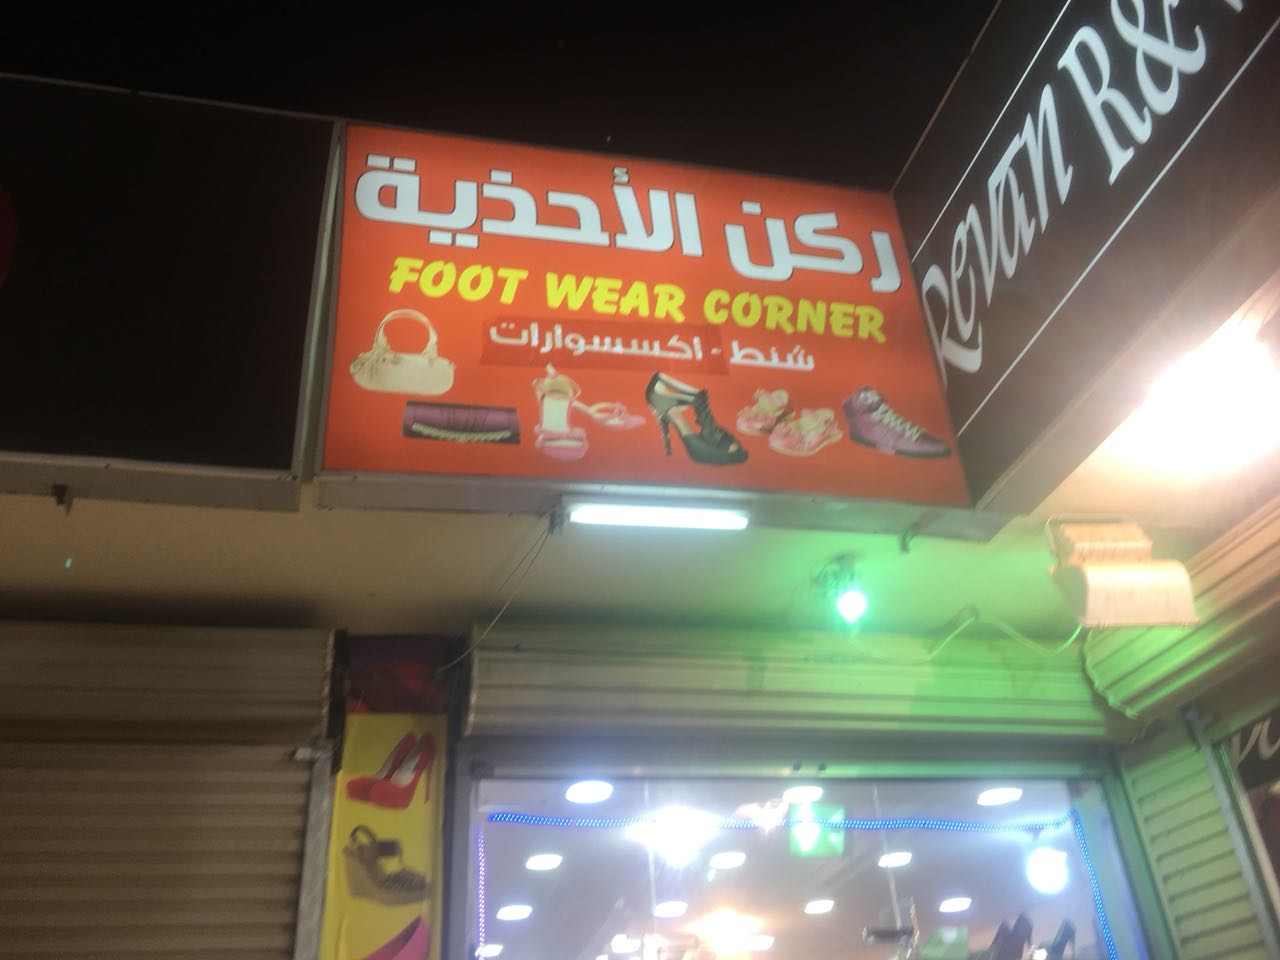 ركن الأحذية
FOOT WEAR CORNER
شنط - اكسسوارات
Revan R&